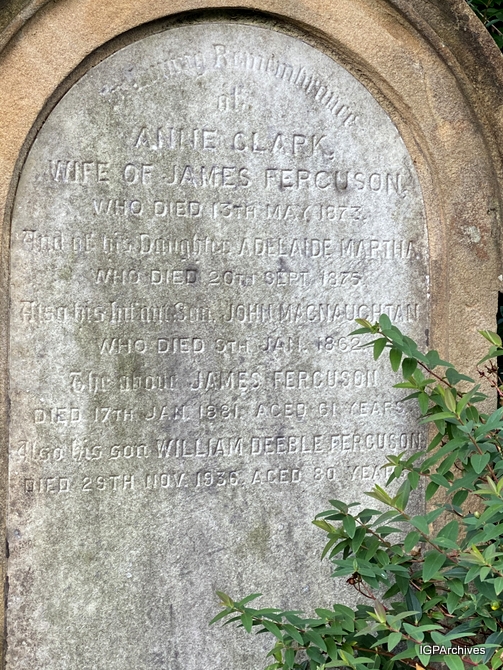 In Loving Remembrance
of
ANNE CLARK,
WIFE OF JAMES FERGUSON,
WHO DIED 13TH MAY 1873.
And of his Daughter ADELAIDE MARTHA,
WHO DIED 20TH SEPT. 1875.
Also his Infant Son, JOHN MACNAUGHTAN
WHO DIED 9TH JAN. 1862.
The above JAMES FERGUSON
DIED 17TH JAN. 1881. AGED 61 YEARS.
Also his son WILLIAM DEEBLE FERGUSON
DIED 29TH NOV. 1936. AGED 80
IGPArchives